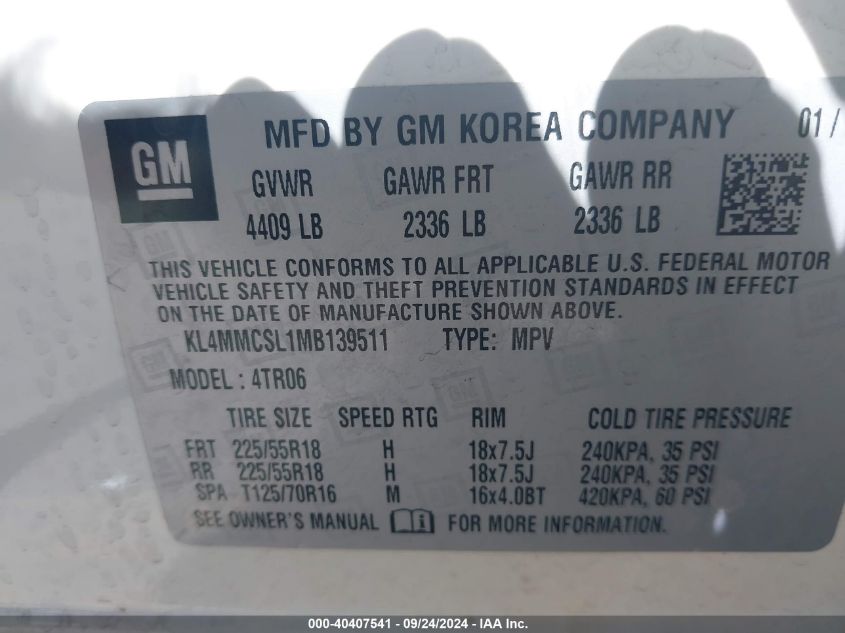 GM
MFD BY GM KOREA COMPANY 01/
GVWR GAWR FRT GAWR RR
4409 LB 2336 LB 2336 LB
THIS VEHICLE CONFORMS TO ALL APPLICABLE U.S. FEDERAL MOTOR
VEHICLE SAFETY AND THEFT PREVENTION STANDARDS IN EFFECT
ON THE DATE OF MANUFACTURE SHOWN ABOVE.
KL4MMCSL1MB139511 TYPE: MPV
MODEL : 4TR06
TIRE SIZE SPEED RTG RIM COLD TIRE PRESSURE
FRT 225/55R18 H 18x7.5J 240KPA, 35 PSI
RR 225/55R18 H 18x7.5J 240KPA, 35 PSI
SPA T125/70R16 M 16x4.0BT 420KPA, 60 PSI
SEE OWNER'S MANUAL FOR MORE INFORMATION.
000-40407541 - 09/24/2024 - IAA Inc.